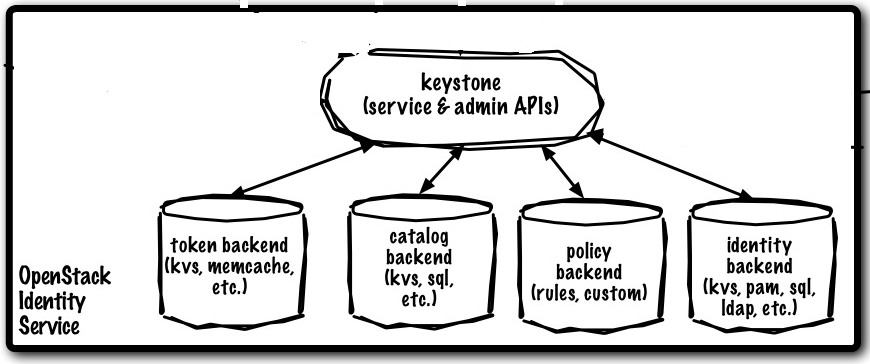 keystone
(service & admin APIs)
token backend
(kvs, memcache,
etc.)
catalog
backend
(kvs, sql,
etc.)
policy
backend
(rules, custom)
identity
backend
(kvs, pam, sql,
ldap, etc.)
OpenStack
Identity
Service